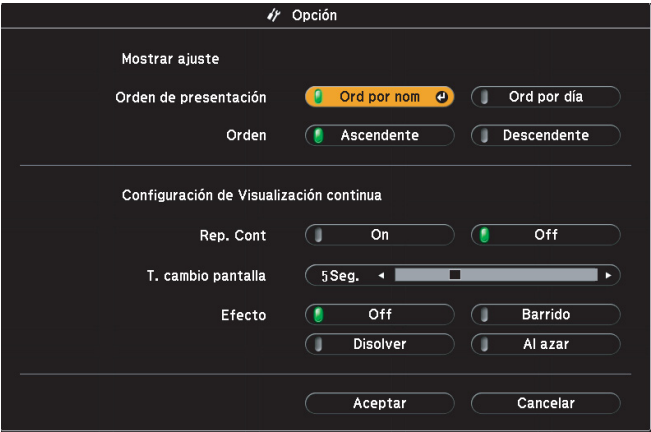 Opción
Mostrar ajuste
Orden de presentación Ord por nom Ord por día
Orden Ascendente Descendente
Configuración de Visualización continua
Rep. Cont On Off
T. cambio pantalla 5Seg.
Efecto Off Barrido
Disolver Al azar
Aceptar Cancelar